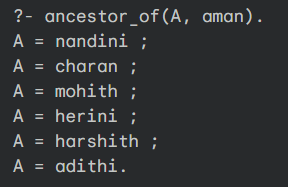 ?- ancestor_of(A, aman).
A = nandini ;
A = charan ;
A = mohith ;
A = herini ;
A = harshith ;
A = adithi.